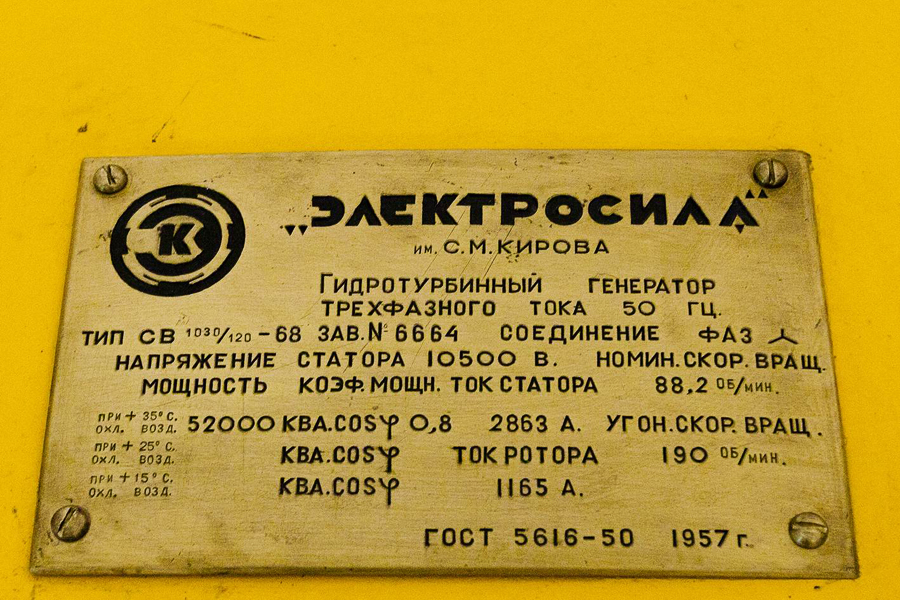 ЭК
„ЭЛЕКТРОСИЛА”
ИМ. С.М.КИРОВА
ГИДРОТУРБИННЫЙ ГЕНЕРАТОР
ТРЕХФАЗНОГО ТОКА 50 ГЦ.
ТИП СВ 1030/120-68 ЗАВ.№ 6664 СОЕДИНЕНИЕ ФАЗ
НАПРЯЖЕНИЕ СТАТОРА 10500 В. НОМИН.СКОР.ВРАЩ.
МОЩНОСТЬ КОЭФ.МОЩН. ТОК СТАТОРА 88,2 ОБ/МИН.
ПРИ + 35° С.
ОХЛ. ВОЗД. 52000 КВА.COSφ 0,8 2863 А. УГОН.СКОР. ВРАЩ.
ПРИ + 25° С.
ОХЛ. ВОЗД. КВА.COSφ ТОК РОТОРА 190 ОБ/МИН.
ПРИ + 15° С.
ОХЛ. ВОЗД. КВА.COSφ 1165 А.
ГОСТ 5616-50 1957 г.